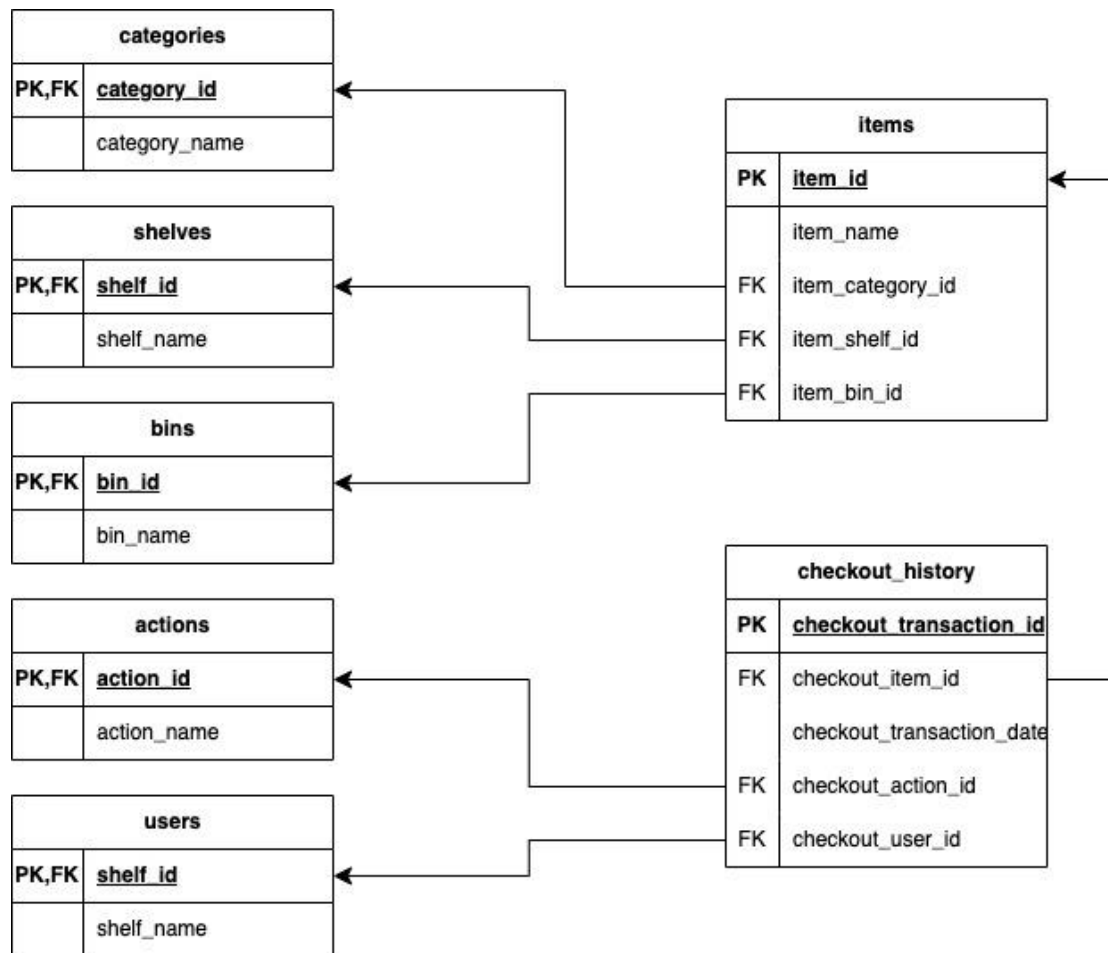 categories
PK,FK category_id
category_name
shelves
PK,FK shelf_id
shelf_name
bins
PK,FK bin_id
bin_name
actions
PK,FK action_id
action_name
users
PK,FK shelf_id
shelf_name
items
PK item_id
item_name
FK item_category_id
FK item_shelf_id
FK item_bin_id
checkout_history
PK checkout_transaction_id
FK checkout_item_id
checkout_transaction_date
FK checkout_action_id
FK checkout_user_id